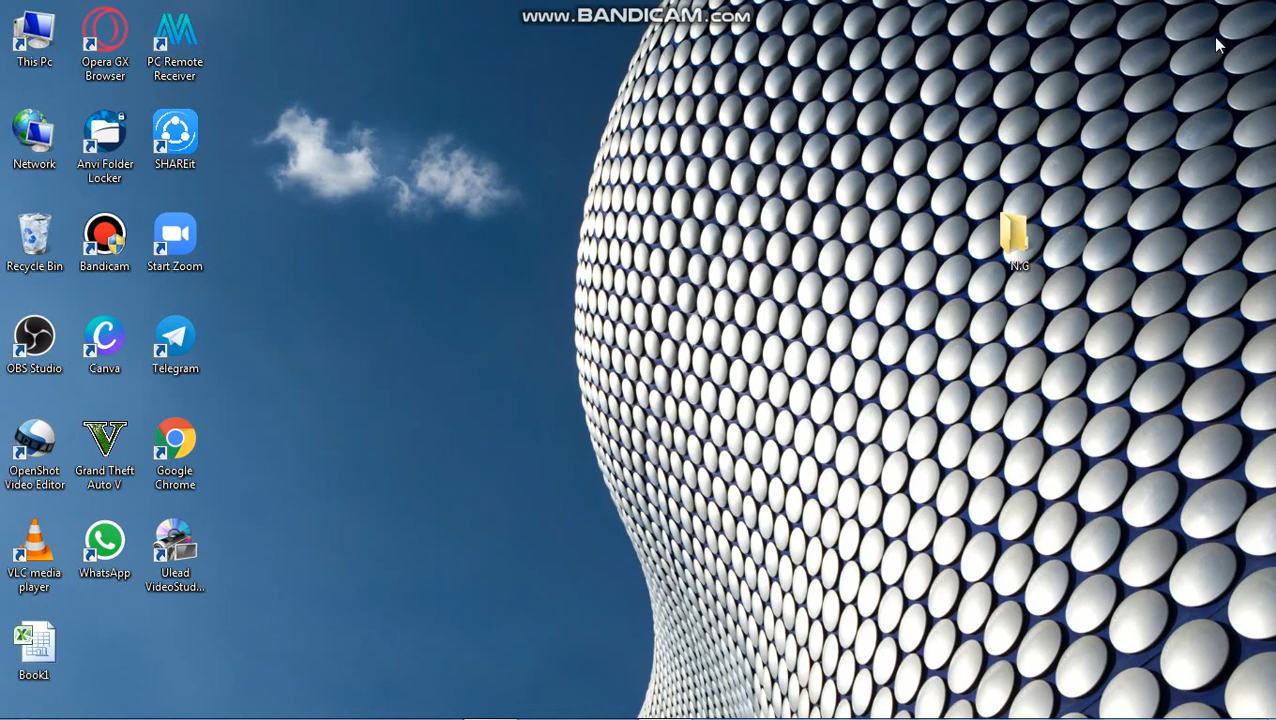 www.BANDICAM.com
This Pc
Opera GX
Browser
PC Remote
Receiver
Network
Anvi Folder
Locker
SHAREit
Recycle Bin
Bandicam
Start Zoom
N.G
OBS Studio
Canva
Telegram
OpenShot
Video Editor
Grand Theft
Auto V
Google
Chrome
VLC media
player
WhatsApp
Ulead
VideoStud...
Book1